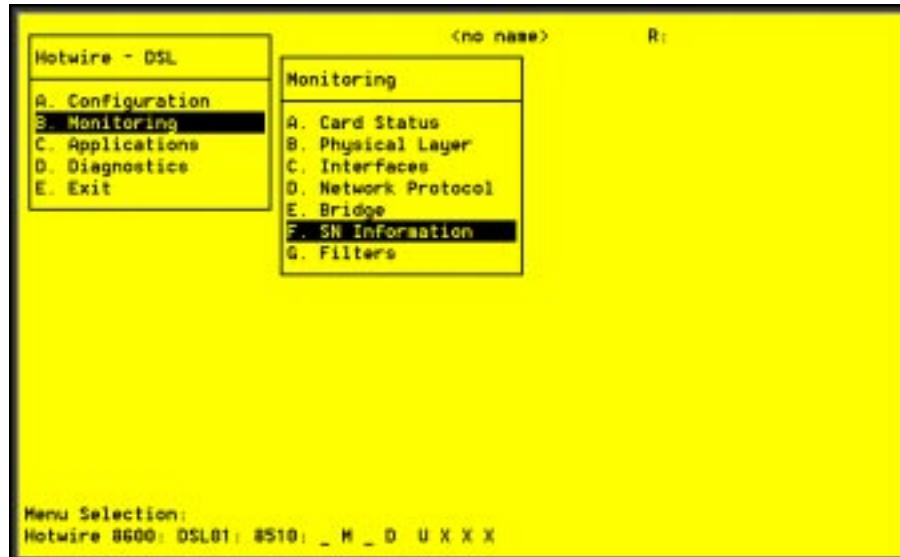 <no name> R:
Hotwire - DSL
A. Configuration
B. Monitoring
C. Applications
D. Diagnostics
E. Exit
Monitoring
A. Card Status
B. Physical Layer
C. Interfaces
D. Network Protocol
E. Bridge
F. SN Information
G. Filters
Menu Selection:
Hotwire 8600: DSL01: 8510: _ M _ D U X X X